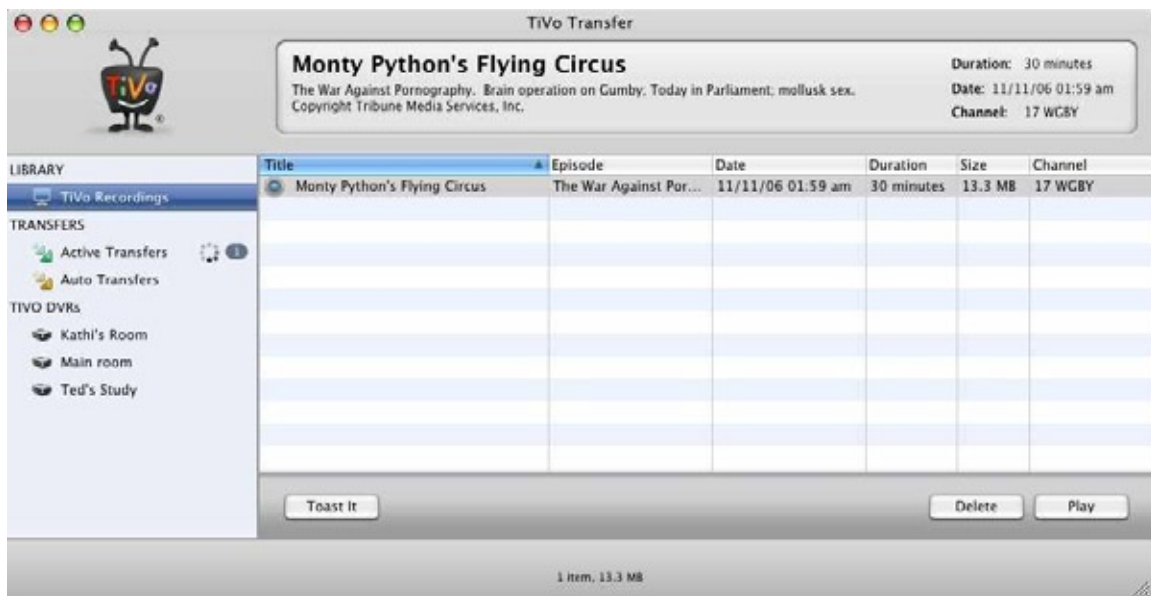 TiVo Transfer
TiVo
®
Monty Python's Flying Circus
The War Against Pornography. Brain operation on Gumby; Today in Parliament; mollusk sex.
Copyright Tribune Media Services, Inc.
Duration: 30 minutes
Date: 11/11/06 01:59 am
Channel: 17 WGBY
LIBRARY
TiVo Recordings
TRANSFERS
Active Transfers 1
Auto Transfers
TIVO DVRs
Kathi's Room
Main room
Ted's Study
Title Episode Date Duration Size Channel
Monty Python's Flying Circus The War Against Por... 11/11/06 01:59 am 30 minutes 13.3 MB 17 WGBY
Toast It Delete Play
1 item, 13.3 MB